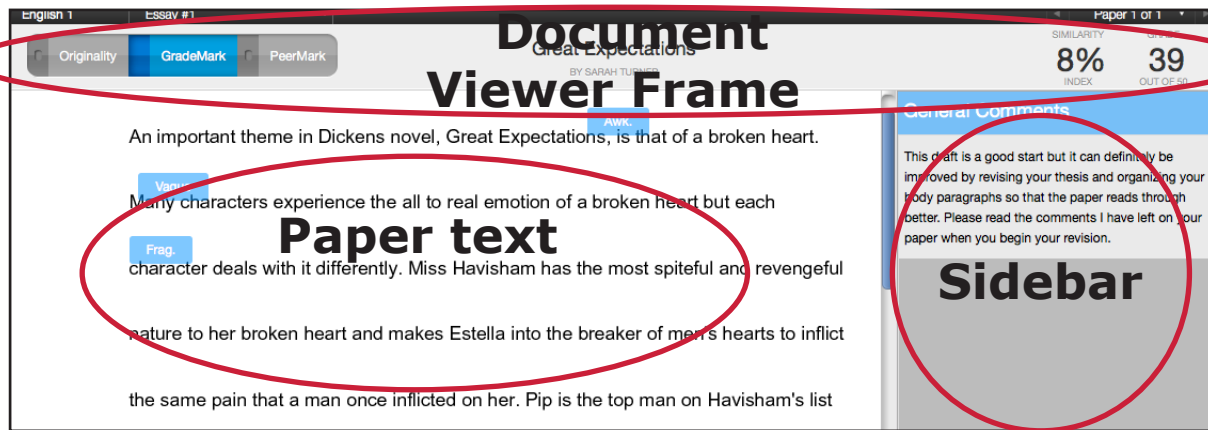 English 1 Essay #1 Paper 1 of 1
Document
Originality GradeMark PeerMark
Great Expectations
BY SARAH TURNER
SIMILARITY GRADE
8% 39
INDEX OUT OF 50
Viewer Frame
General Comments
Awk.
An important theme in Dickens novel, Great Expectations, is that of a broken heart.
This draft is a good start but it can definitely be
improved by revising your thesis and organizing your
body paragraphs so that the paper reads through
better. Please read the comments I have left on your
paper when you begin your revision.
Vague
Many characters experience the all to real emotion of a broken heart but each
Paper text
Frag.
character deals with it differently. Miss Havisham has the most spiteful and revengeful
Sidebar
nature to her broken heart and makes Estella into the breaker of men's hearts to inflict
the same pain that a man once inflicted on her. Pip is the top man on Havisham's list